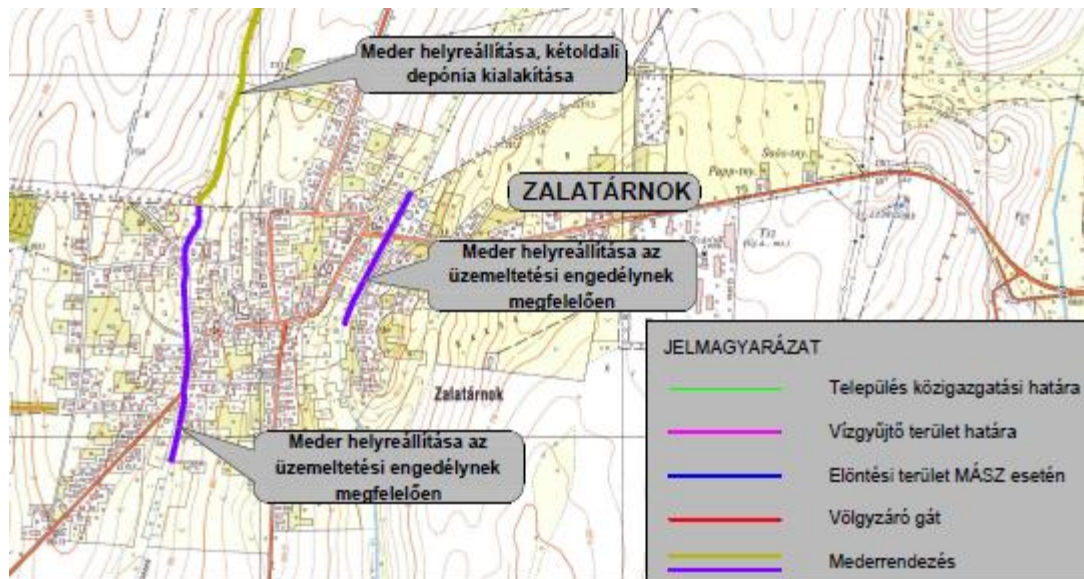 Meder helyreállítása, kétoldali
depónia kialakítása
ZALATÁRNOK
Meder helyreállítása az
üzemeltetési engedélynek
megfelelően
Zalatárnok
Meder helyreállítása az
üzemeltetési engedélynek
megfelelően
JELMAGYARÁZAT
Település közigazgatási határa
Vízgyűjtő terület határa
Elöntési terület MÁSZ esetén
Völgyzáró gát
Mederrendezés